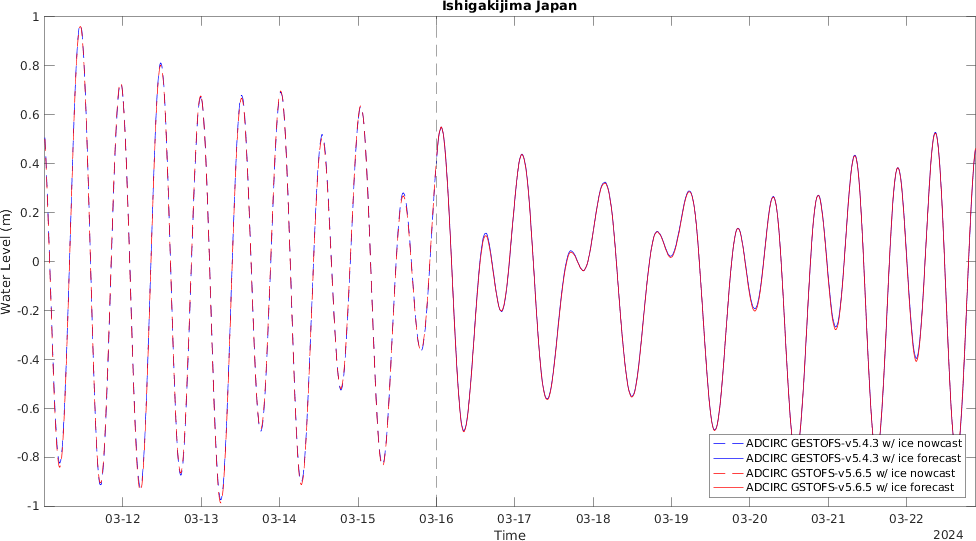 Ishigakijima Japan
1
0.8
0.6
0.4
0.2
0
-0.2
-0.4
-0.6
-0.8
-1
Water Level (m)
03-12 03-13 03-14 03-15 03-16 03-17 03-18 03-19 03-20 03-21 03-22
Time
2024
ADCIRC GESTOFS-v5.4.3 w/ ice nowcast
ADCIRC GESTOFS-v5.4.3 w/ ice forecast
ADCIRC GSTOFS-v5.6.5 w/ ice nowcast
ADCIRC GSTOFS-v5.6.5 w/ ice forecast